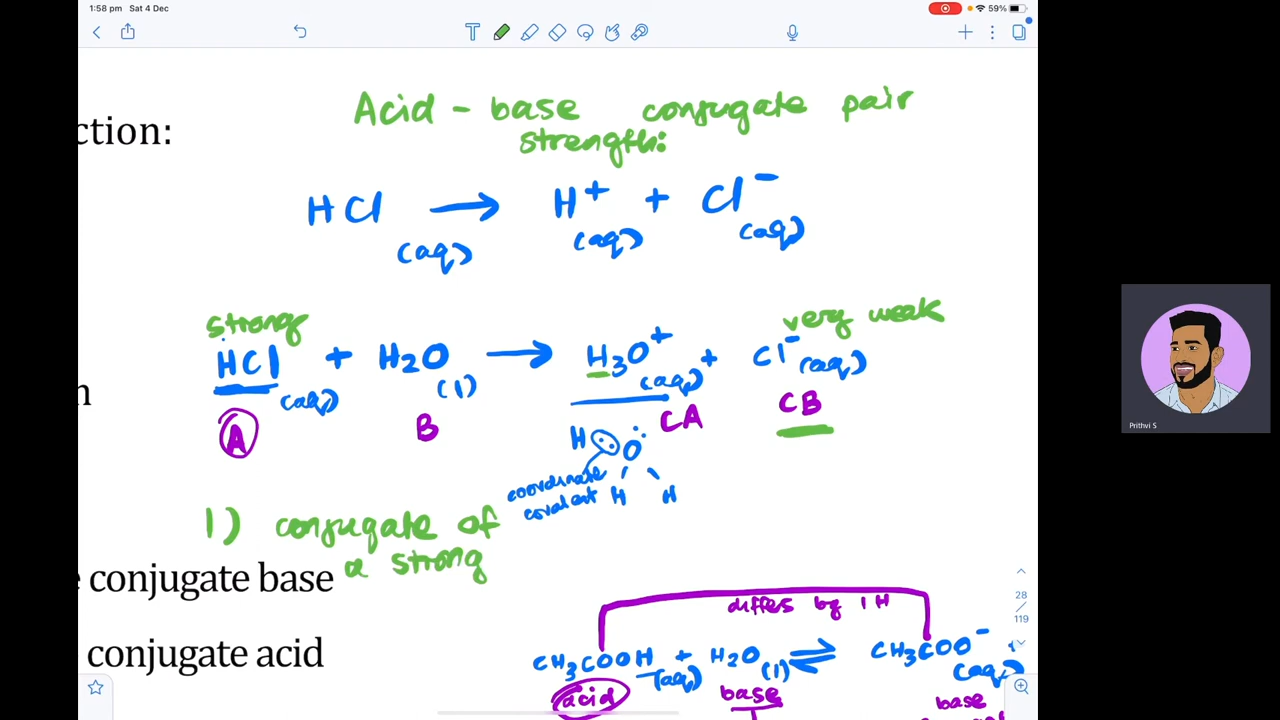 1:58 pm Sat 4 Dec
59%
ction:
Acid - base conjugate pair
strength:
HCl (aq) → H+ (aq) + Cl- (aq)
strong
very weak
HCl (aq) + H2O (l) → H3O+ (aq) + Cl- (aq)
n
A B CA CB
H O
coordinate
covalent H H
1) conjugate of
a strong
e conjugate base
differs by 1 H
28
/
119
conjugate acid
CH3COOH (aq) + H2O (l) ⇌ CH3COO- (aq)
acid base base
Prithvi S